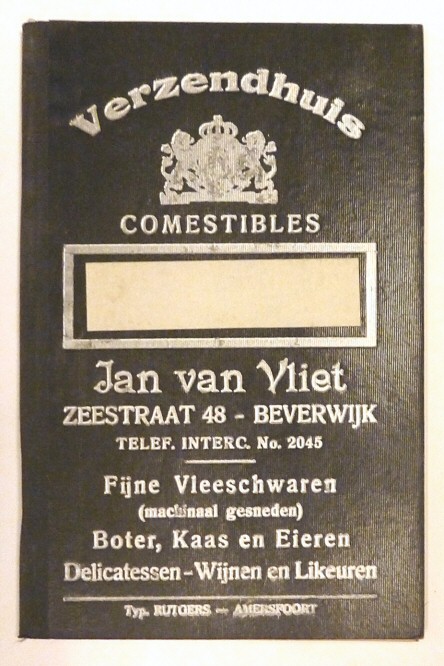 Verzendhuis
COMESTIBLES
Jan van Vliet
ZEESTRAAT 48 - BEVERWIJK
TELEF. INTERC. No. 2045
Fijne Vleeschwaren
(machinaal gesneden)
Boter, Kaas en Eieren
Delicatessen-Wijnen en Likeuren
Typ. RUTGERS — AMERSFOORT